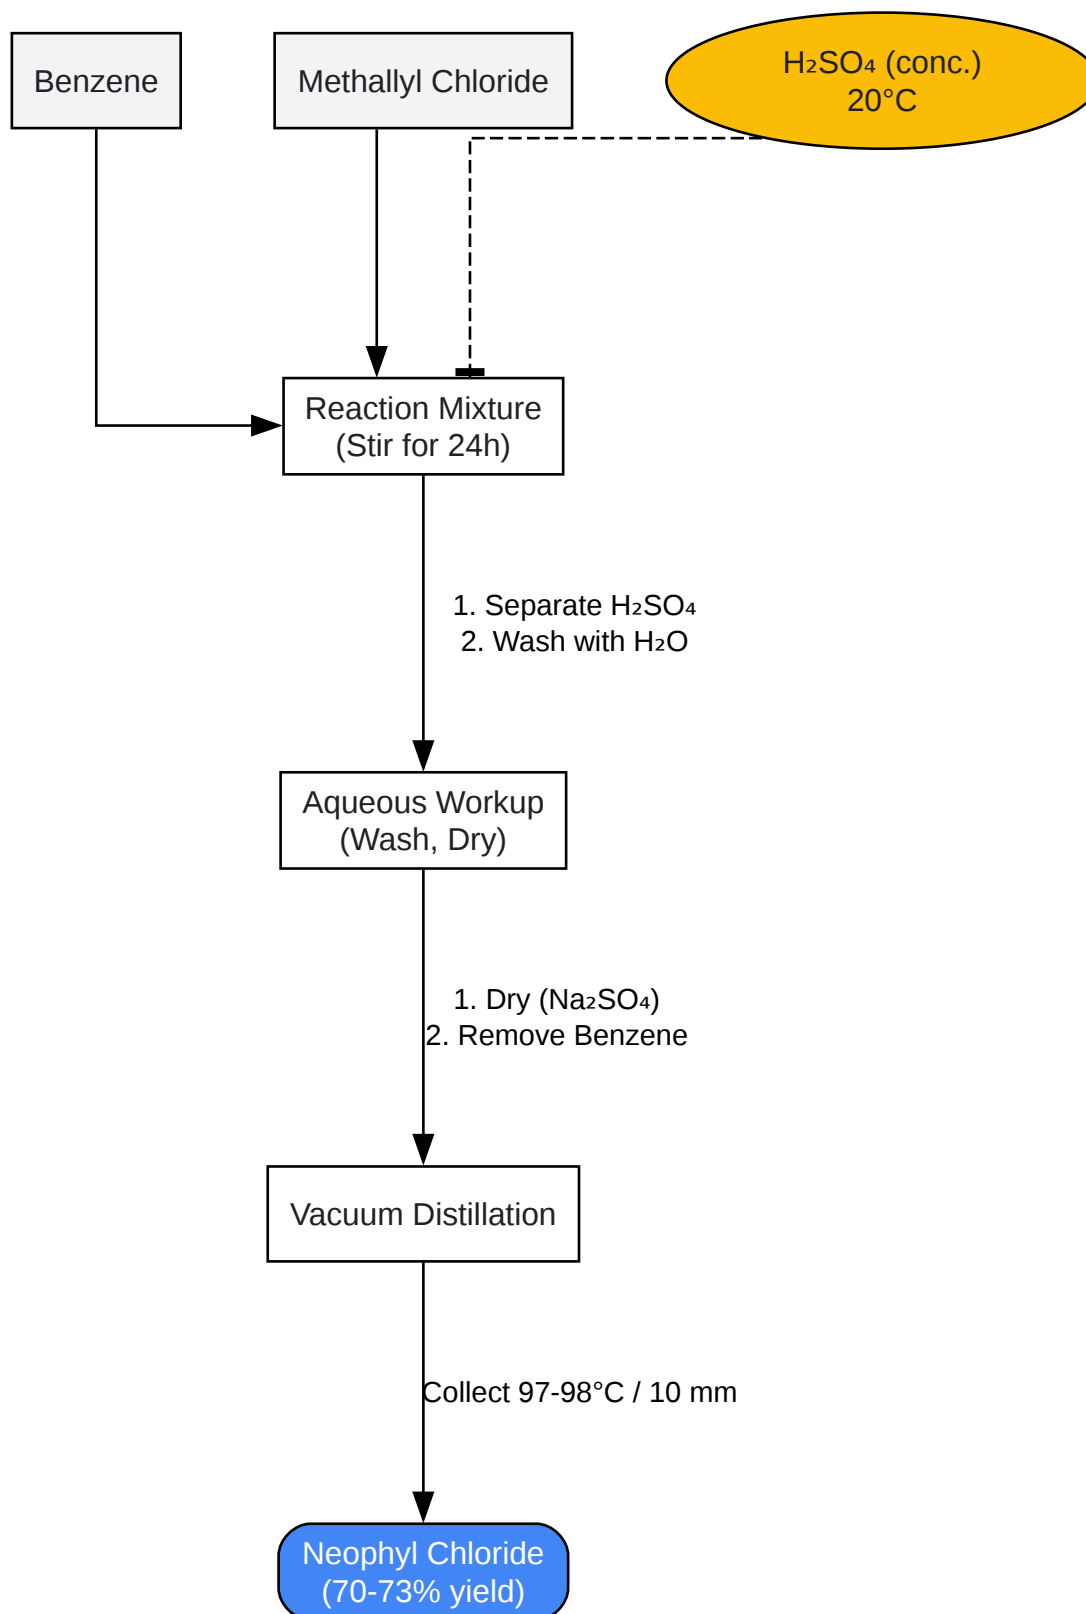 Benzene
Methallyl Chloride
H₂SO₄ (conc.)
20°C
Reaction Mixture
(Stir for 24h)
1. Separate H₂SO₄
2. Wash with H₂O
Aqueous Workup
(Wash, Dry)
1. Dry (Na₂SO₄)
2. Remove Benzene
Vacuum Distillation
Collect 97-98°C / 10 mm
Neophyl Chloride
(70-73% yield)